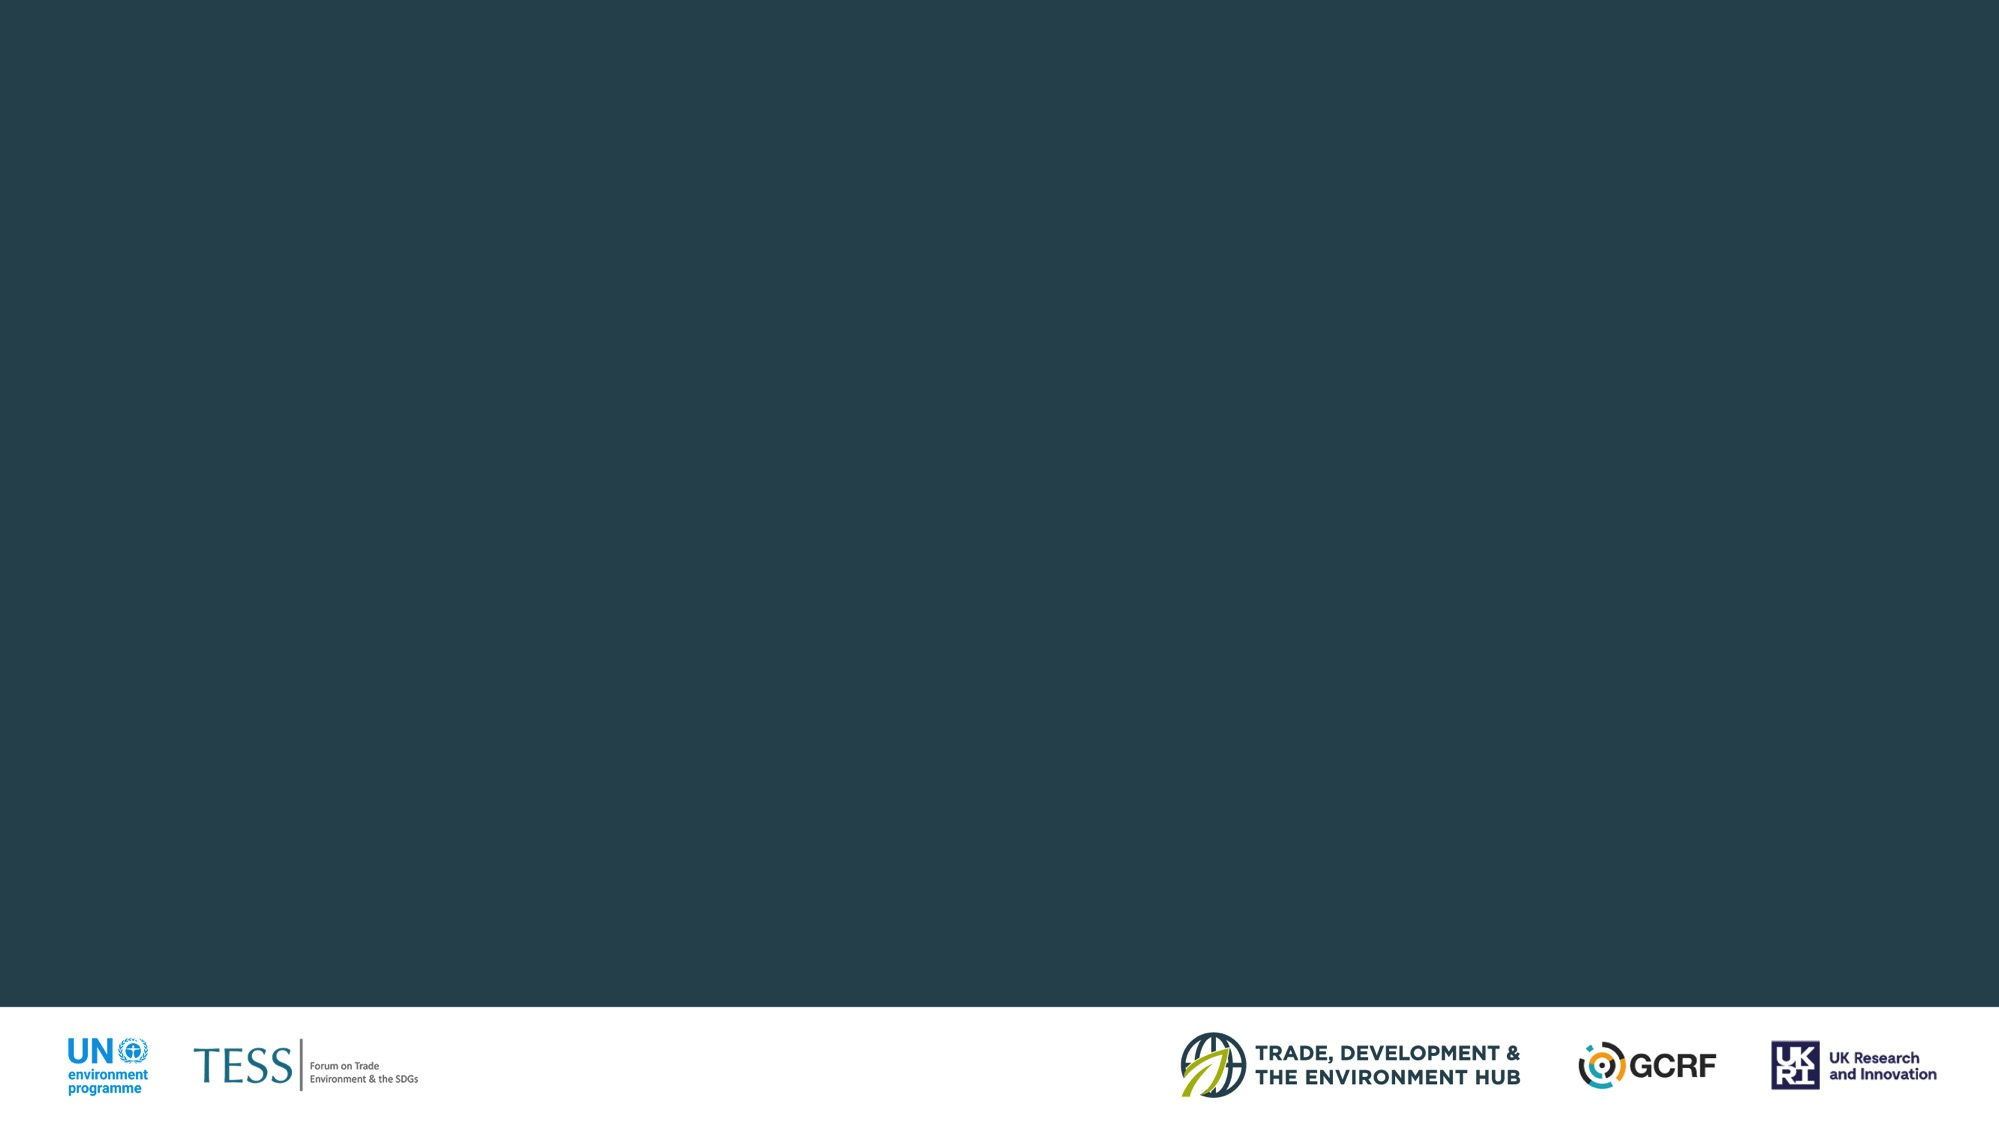 UN
environment
programme
TESS
Forum on Trade
Environment & the SDGs
TRADE, DEVELOPMENT &
THE ENVIRONMENT HUB
GCRF
UK
RI
UK Research
and Innovation